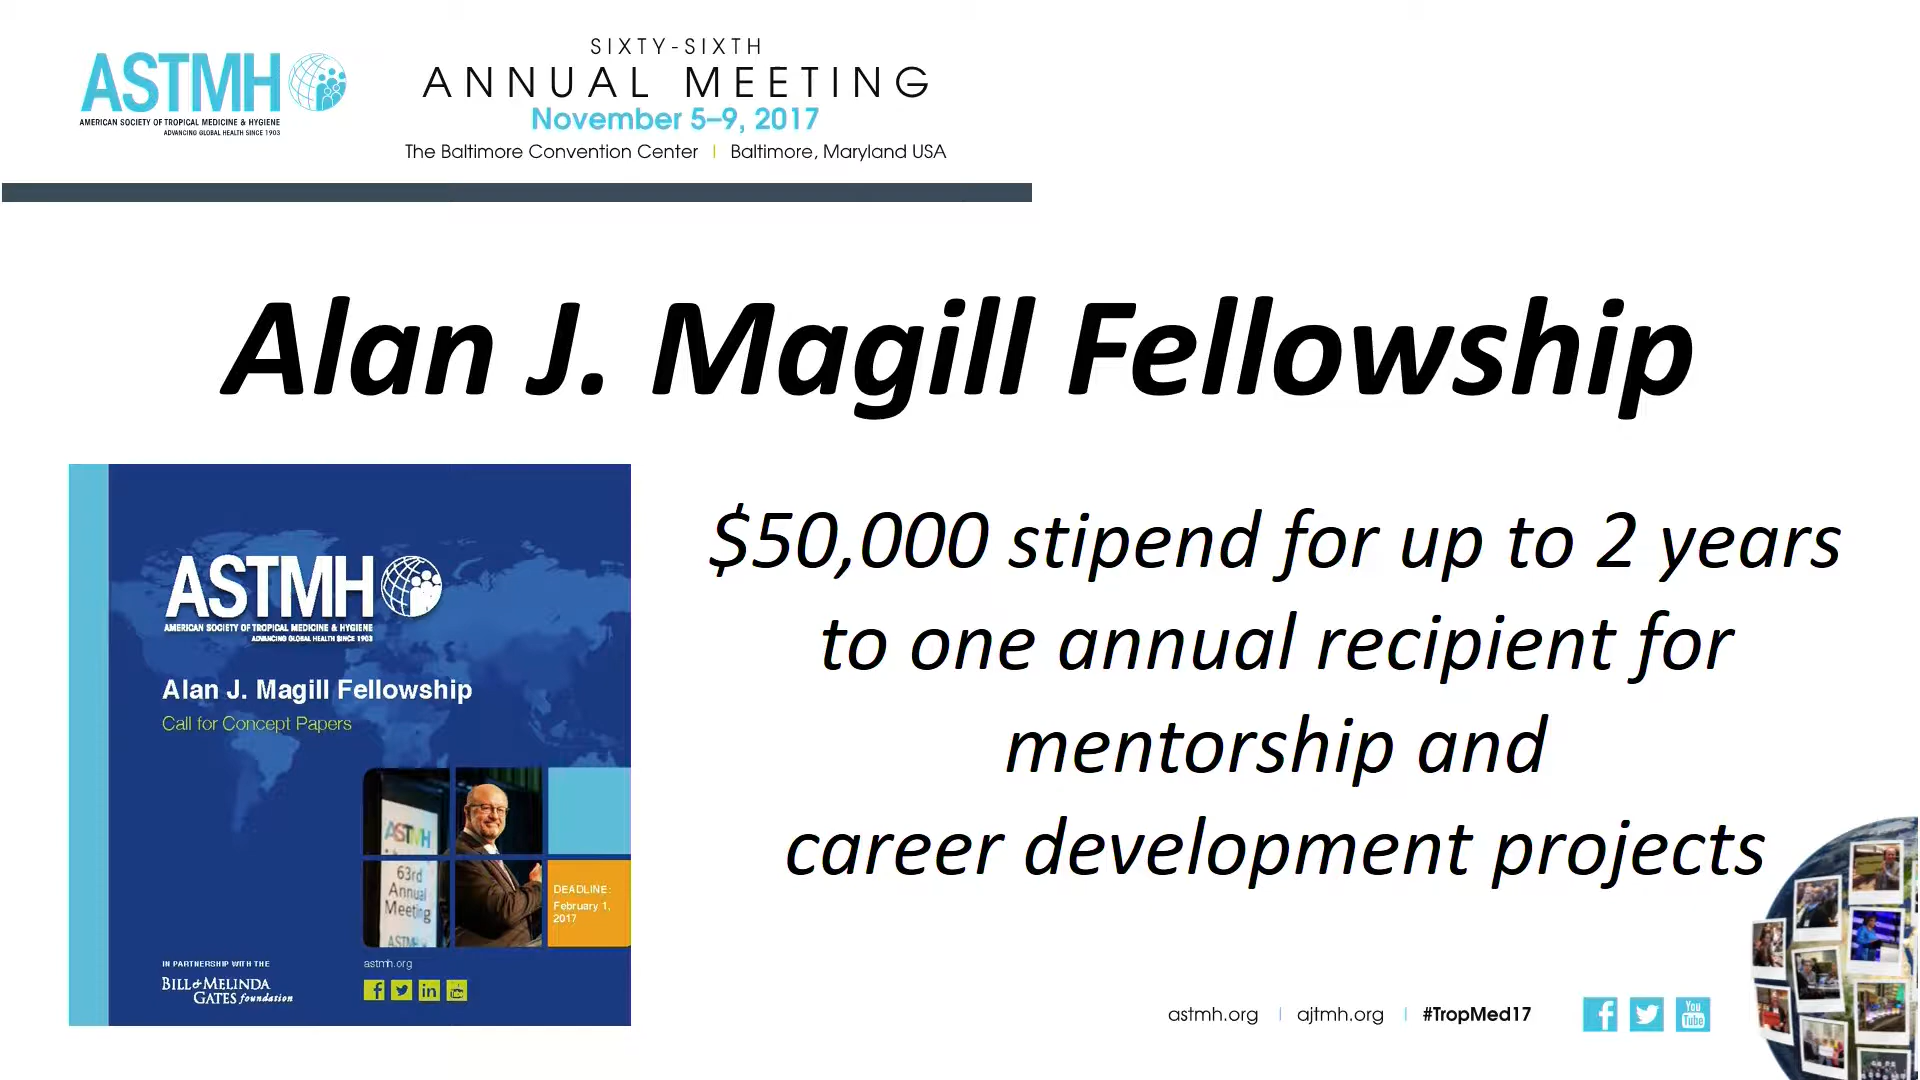 ASTMH
AMERICAN SOCIETY OF TROPICAL MEDICINE & HYGIENE
ADVANCING GLOBAL HEALTH SINCE 1903
SIXTY-SIXTH
ANNUAL MEETING
November 5–9, 2017
The Baltimore Convention Center | Baltimore, Maryland USA
Alan J. Magill Fellowship
ASTMH
AMERICAN SOCIETY OF TROPICAL MEDICINE & HYGIENE
ADVANCING GLOBAL HEALTH SINCE 1903
Alan J. Magill Fellowship
Call for Concept Papers
ASTMH
63rd
Annual
Meeting
ASTMH
DEADLINE:
February 1,
2017
IN PARTNERSHIP WITH THE
BILL & MELINDA
GATES foundation
astmh.org
$50,000 stipend for up to 2 years
to one annual recipient for
mentorship and
career development projects
astmh.org | ajtmh.org | #TropMed17
You
Tube